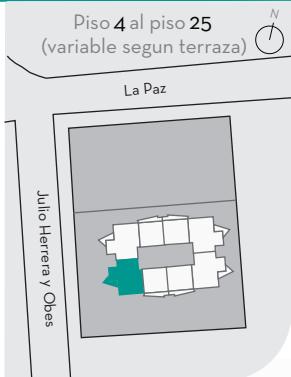 Piso 4 al piso 25
(variable segun terraza)
N
La Paz
Julio Herrera y Obes